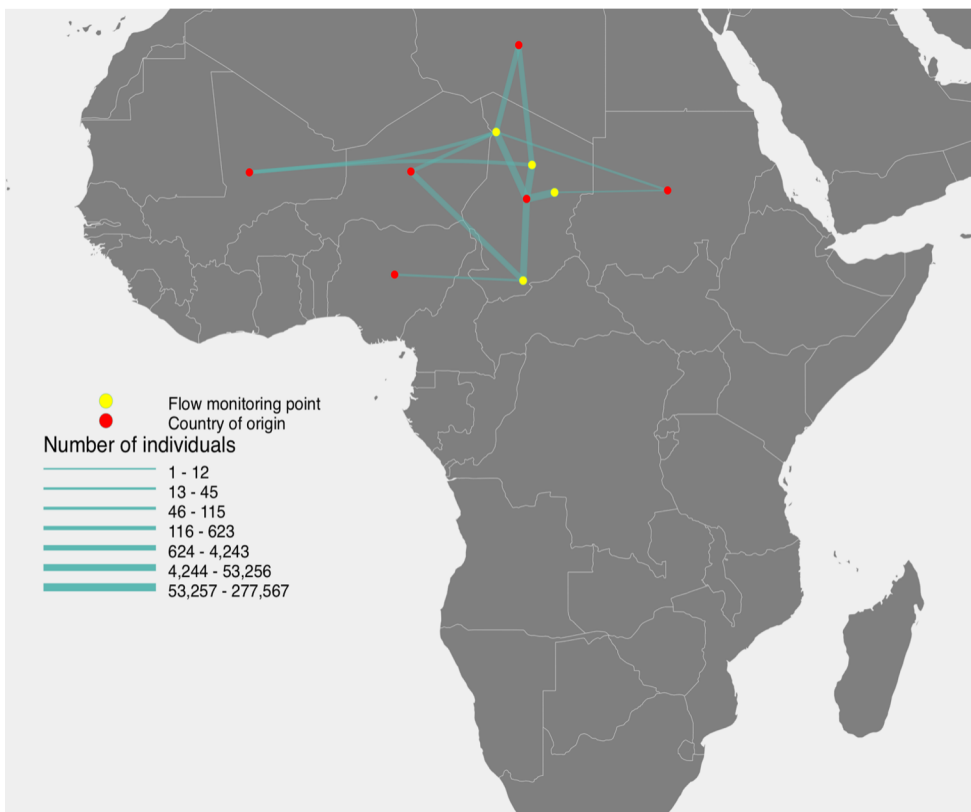 Flow monitoring point
Country of origin
Number of individuals
1 - 12
13 - 45
46 - 115
116 - 623
624 - 4,243
4,244 - 53,256
53,257 - 277,567